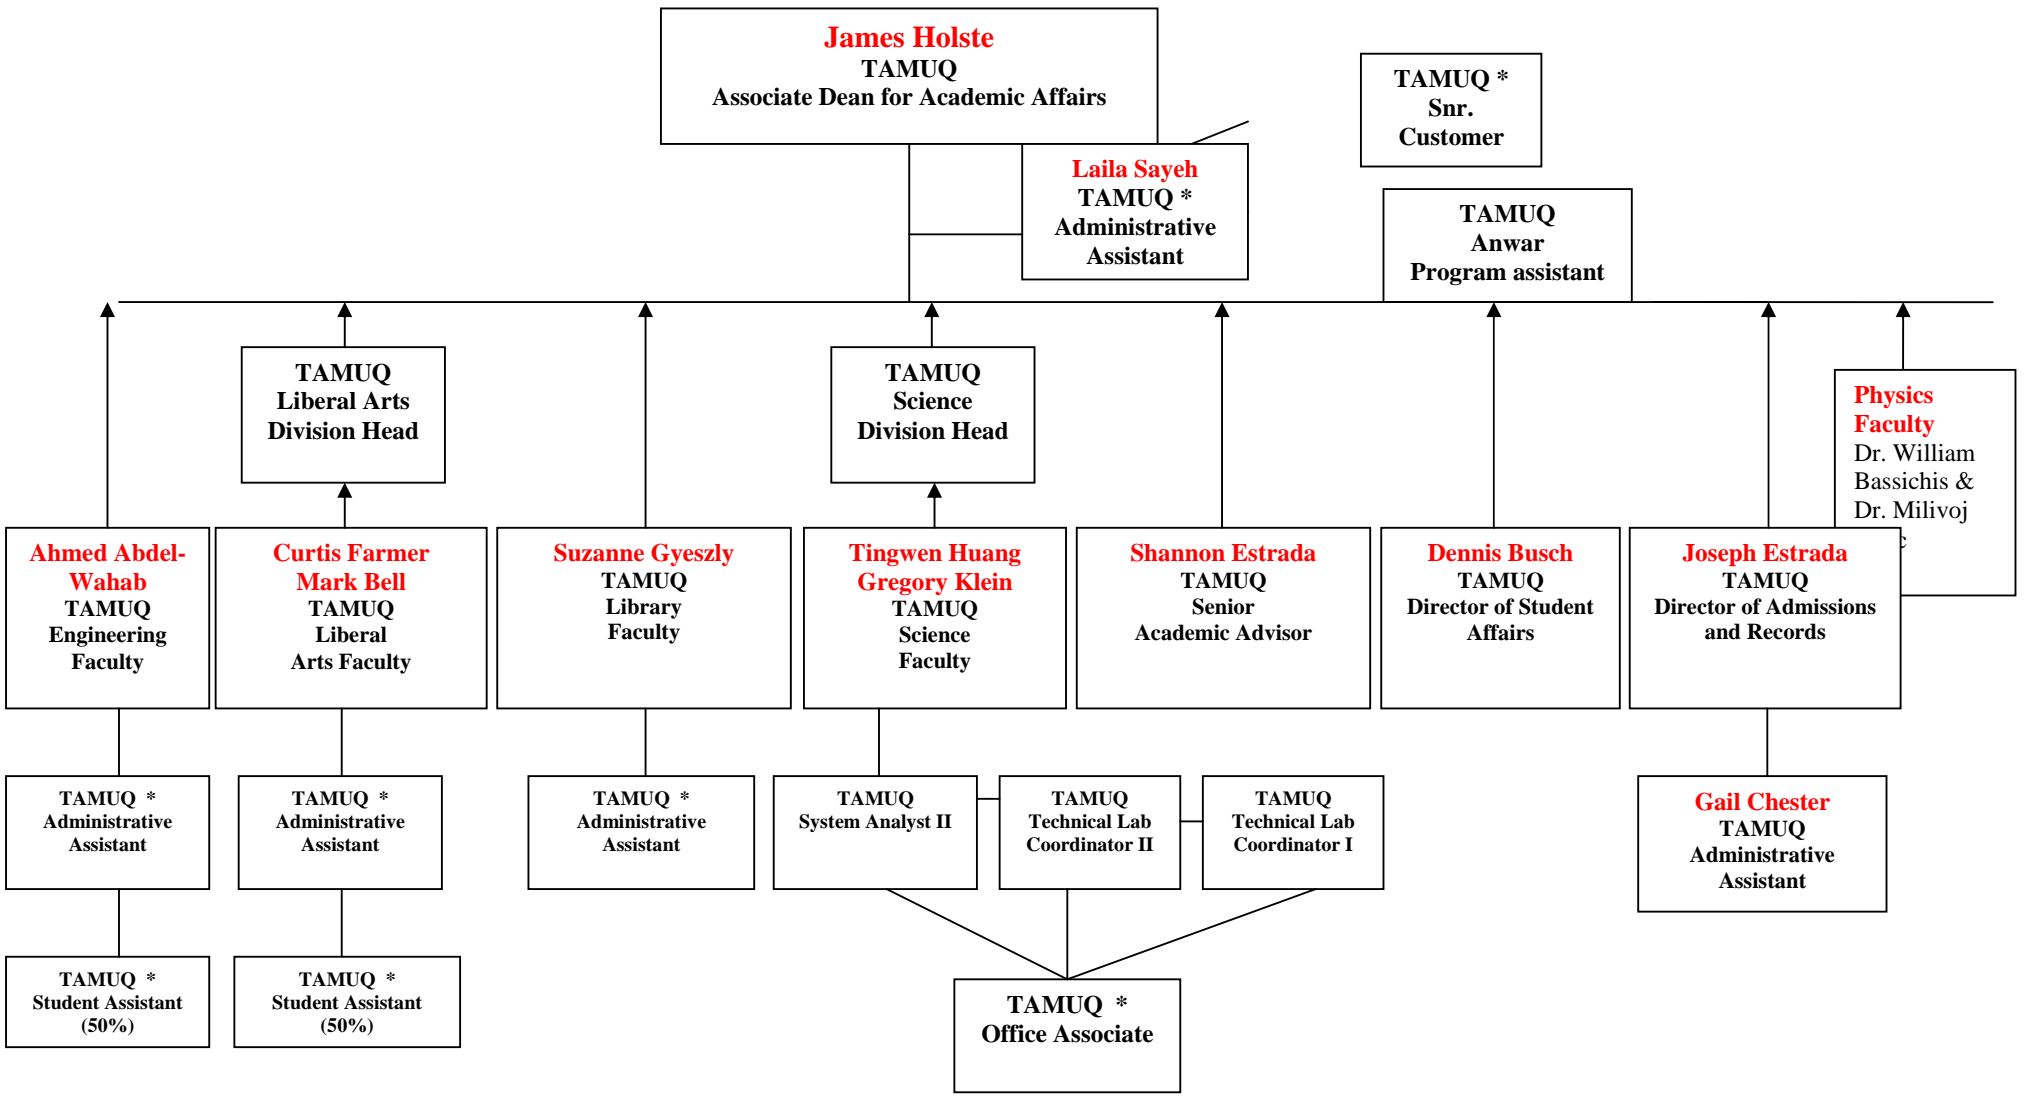 James Holste
TAMUQ
Associate Dean for Academic Affairs
TAMUQ *
Snr.
Customer
Laila Sayeh
TAMUQ *
Administrative
Assistant
TAMUQ
Anwar
Program assistant
TAMUQ
Liberal Arts
Division Head
TAMUQ
Science
Division Head
Physics
Faculty
Dr. William
Bassichis &
Dr. Milivoj
Ahmed Abdel-
Wahab
TAMUQ
Engineering
Faculty
Curtis Farmer
Mark Bell
TAMUQ
Liberal
Arts Faculty
Suzanne Gyeszly
TAMUQ
Library
Faculty
Tingwen Huang
Gregory Klein
TAMUQ
Science
Faculty
Shannon Estrada
TAMUQ
Senior
Academic Advisor
Dennis Busch
TAMUQ
Director of Student
Affairs
Joseph Estrada
TAMUQ
Director of Admissions
and Records
TAMUQ *
Administrative
Assistant
TAMUQ *
Administrative
Assistant
TAMUQ *
Administrative
Assistant
TAMUQ
System Analyst II
TAMUQ
Technical Lab
Coordinator II
TAMUQ
Technical Lab
Coordinator I
Gail Chester
TAMUQ
Administrative
Assistant
TAMUQ *
Student Assistant
(50%)
TAMUQ *
Student Assistant
(50%)
TAMUQ *
Office Associate